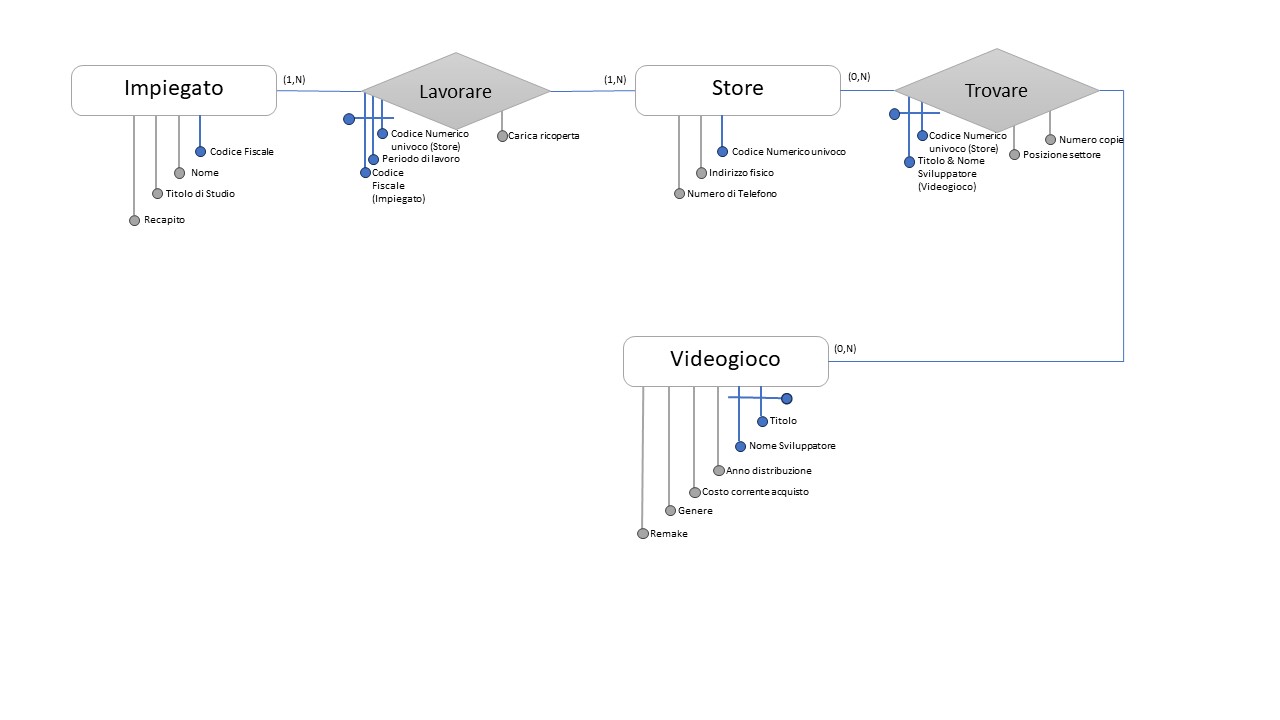 Impiegato
(1,N)
Lavorare
(1,N)
Store
(0,N)
Trovare
Codice Fiscale
Nome
Titolo di Studio
Recapito
Codice Numerico
univoco (Store)
Periodo di lavoro
Codice
Fiscale
(Impiegato)
Carica ricoperta
Codice Numerico univoco
Indirizzo fisico
Numero di Telefono
Codice Numerico
univoco (Store)
Titolo & Nome
Sviluppatore
(Videogioco)
Numero copie
Posizione settore
Videogioco
(0,N)
Titolo
Nome Sviluppatore
Anno distribuzione
Costo corrente acquisto
Genere
Remake